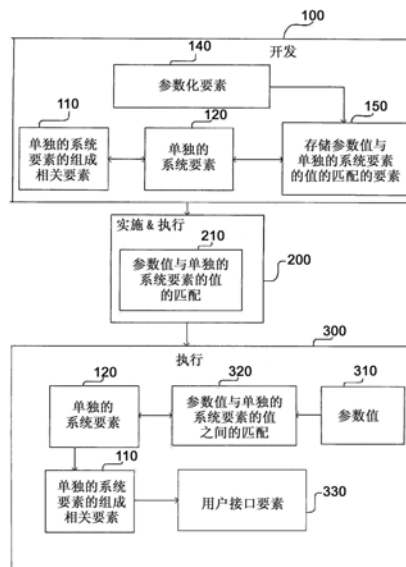 100
开发
140
参数化要素
110
120
150
单独的系统
要素的组成
相关要素
单独的
系统要素
存储参数值与
单独的系统要素
的值的匹配的要素
实施 & 执行
210
参数值与单独的
系统要素的值
的匹配
200
300
执行
120
320
310
单独的
系统要素
参数值与单独的
系统要素的值
之间的匹配
参数值
110
单独的系统
要素的组成
相关要素
用户接口要素
330